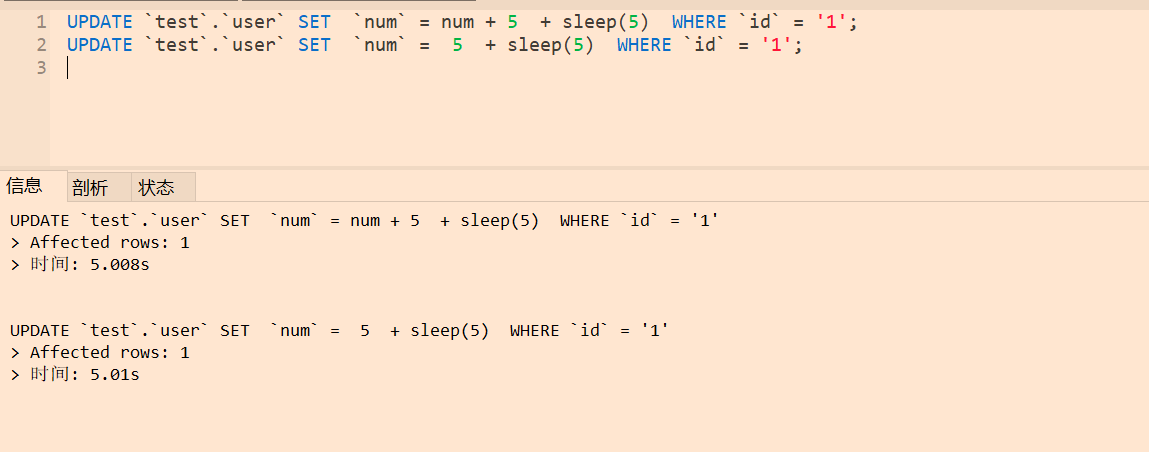 1 UPDATE `test`.`user` SET  `num` = num + 5  + sleep(5)  WHERE `id` = '1';
2 UPDATE `test`.`user` SET  `num` =  5  + sleep(5)  WHERE `id` = '1';
3
信息 剖析 状态
UPDATE `test`.`user` SET  `num` = num + 5  + sleep(5)  WHERE `id` = '1'
> Affected rows: 1
> 时间: 5.008s
UPDATE `test`.`user` SET  `num` =  5  + sleep(5)  WHERE `id` = '1'
> Affected rows: 1
> 时间: 5.01s